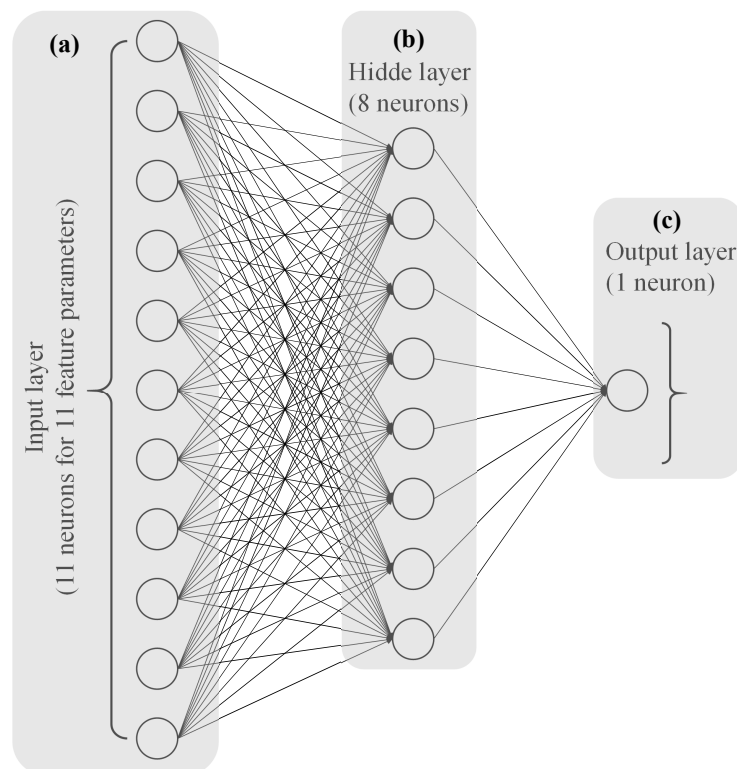 (a)
Input layer
(11 neurons for 11 feature parameters)
(b)
Hidde layer
(8 neurons)
(c)
Output layer
(1 neuron)